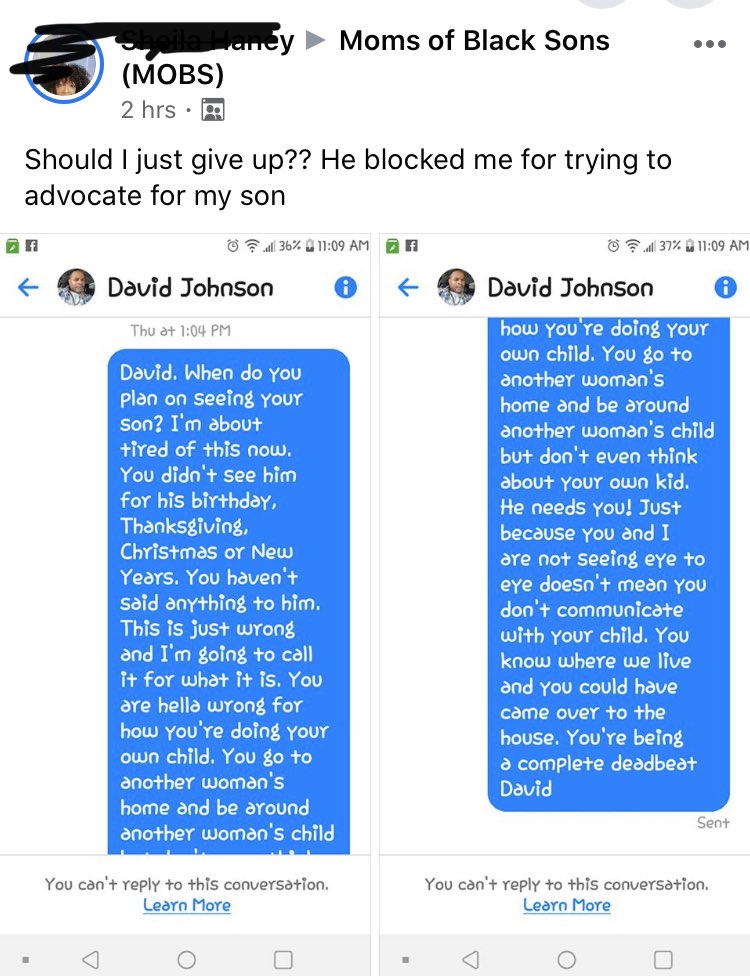 Moms of Black Sons
(MOBS)
2 hrs ·
Should I just give up?? He blocked me for trying to
advocate for my son
36% 11:09 AM
David Johnson
Thu at 1:04 PM
David. When do you
plan on seeing your
son? I'm about
tired of this now.
You didn't see him
for his birthday,
Thanksgiving,
Christmas or New
Years. You haven't
said anything to him.
This is just wrong
and I'm going to call
it for what it is. You
are hella wrong for
how you're doing your
own child. You go to
another woman's
home and be around
another woman's child
You can't reply to this conversation.
Learn More
37% 11:09 AM
David Johnson
how you're doing your
own child. You go to
another woman's
home and be around
another woman's child
but don't even think
about your own kid.
He needs you! Just
because you and I
are not seeing eye to
eye doesn't mean you
don't communicate
with your child. You
know where we live
and you could have
came over to the
house. You're being
a complete deadbeat
David
Sent
You can't reply to this conversation.
Learn More